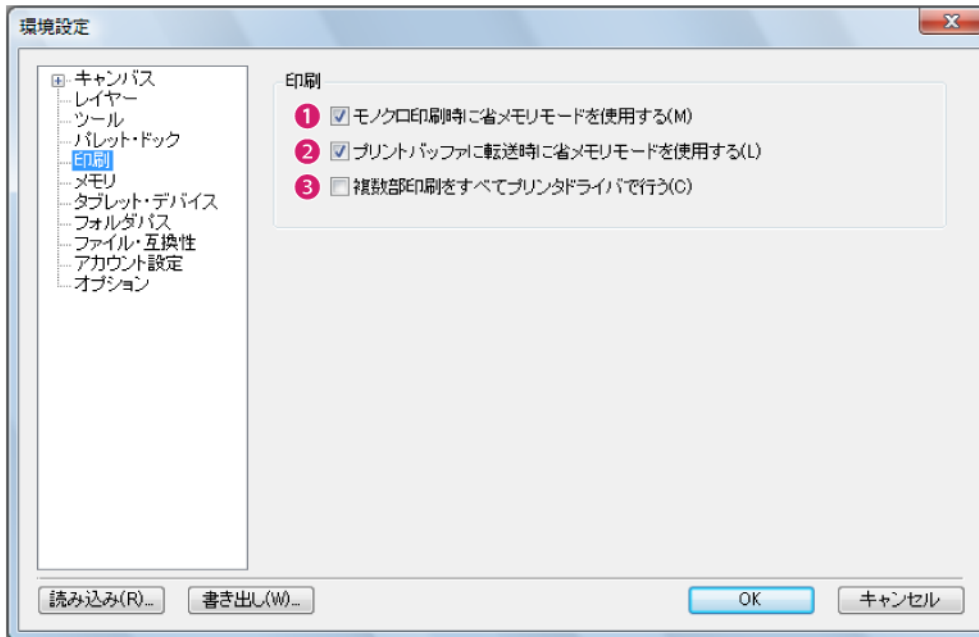 環境設定
キャンバス
レイヤー
ツール
パレット・ドック
印刷
メモリ
タブレット・デバイス
フォルダパス
ファイル・互換性
アカウント設定
オプション
印刷
1 モノクロ印刷時に省メモリモードを使用する(M)
2 プリントバッファに転送時に省メモリモードを使用する(L)
3 複数部印刷をすべてプリンタドライバで行う(C)
読み込み(R)... 書き出し(W)... OK キャンセル